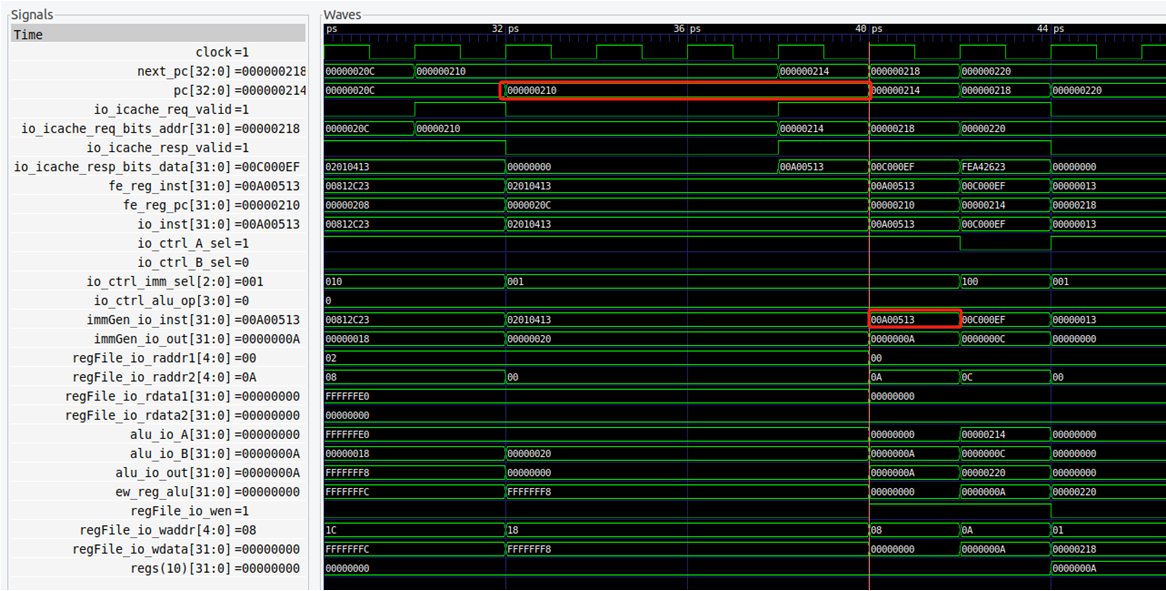 Signals Waves
Time ps 32 ps 36 ps 40 ps 44 ps
clock =1
next_pc[32:0] =000000218 00000020C 000000210 000000214 000000218 000000220
pc[32:0] =000000214 00000020C 000000210 000000214 000000218 000000220
io_icache_req_valid =1
io_icache_req_bits_addr[31:0] =00000218 0000020C 00000210 00000214 00000218 00000220
io_icache_resp_valid =1
io_icache_resp_bits_data[31:0] =00C000EF 02010413 00000000 00A00513 00C000EF FEA42623 00000000
fe_reg_inst[31:0] =00A00513 00812C23 02010413 00A00513 00C000EF 00000013
fe_reg_pc[31:0] =00000210 00000208 0000020C 00000210 00000214 00000218
io_inst[31:0] =00A00513 00812C23 02010413 00A00513 00C000EF 00000013
io_ctrl_A_sel =1
io_ctrl_B_sel =0
io_ctrl_imm_sel[2:0] =001 010 001 100 001
io_ctrl_alu_op[3:0] =0 0
immGen_io_inst[31:0] =00A00513 00812C23 02010413 00A00513 00C000EF 00000013
immGen_io_out[31:0] =0000000A 00000018 00000020 0000000A 0000000C 00000000
regFile_io_raddr1[4:0] =00 02 00
regFile_io_raddr2[4:0] =0A 08 00 0A 0C 00
regFile_io_rdata1[31:0] =00000000 FFFFFFE0 00000000
regFile_io_rdata2[31:0] =00000000 00000000
alu_io_A[31:0] =00000000 FFFFFFE0 00000000 00000214 00000000
alu_io_B[31:0] =0000000A 00000018 00000020 0000000A 0000000C 00000000
alu_io_out[31:0] =0000000A FFFFFFF8 00000000 0000000A 00000220 00000000
ew_reg_alu[31:0] =00000000 FFFFFFFC FFFFFFF8 00000000 0000000A 00000220
regFile_io_wen =1
regFile_io_waddr[4:0] =08 1C 18 08 0A 01
regFile_io_wdata[31:0] =00000000 FFFFFFFC FFFFFFF8 00000000 0000000A 00000218
regs(10)[31:0] =00000000 00000000 0000000A